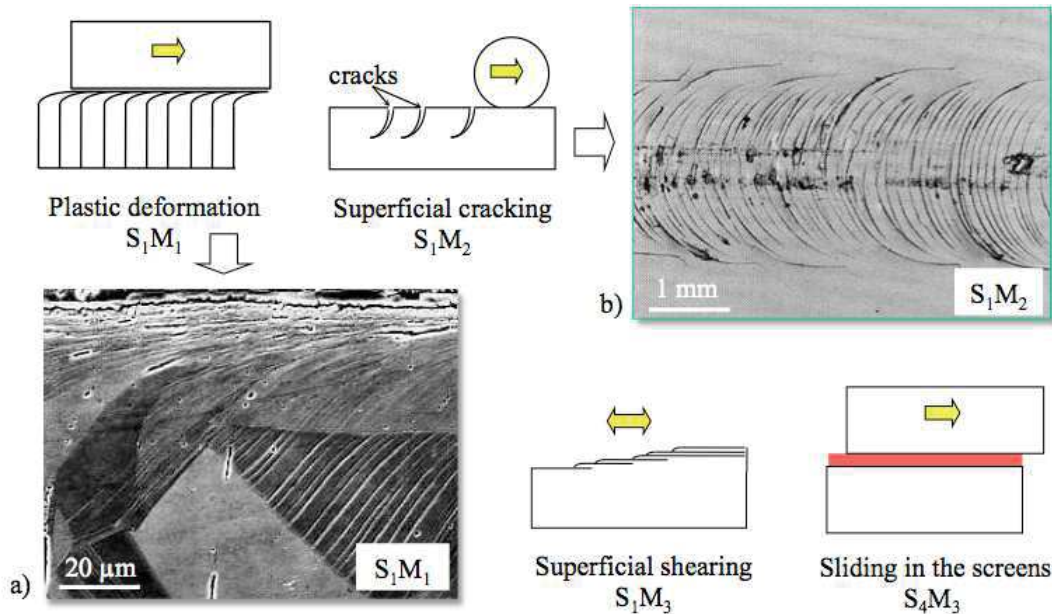 cracks
Plastic deformation
S₁M₁
Superficial cracking
S₁M₂
b)
1 mm
S₁M₂
a)
20 µm
S₁M₁
Superficial shearing
S₁M₃
Sliding in the screens
S₄M₃